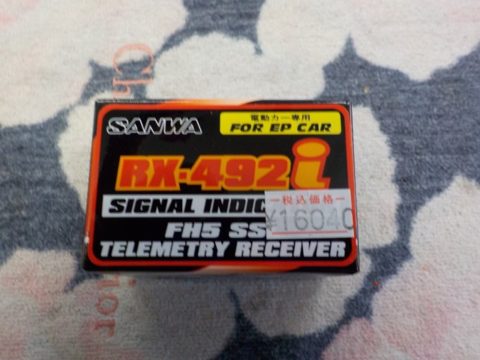 SANWA
電動カー専用
FOR EP CAR
RX-492i
SIGNAL INDIC
税込価格
¥16040
FH5 SS
TELEMETRY RECEIVER